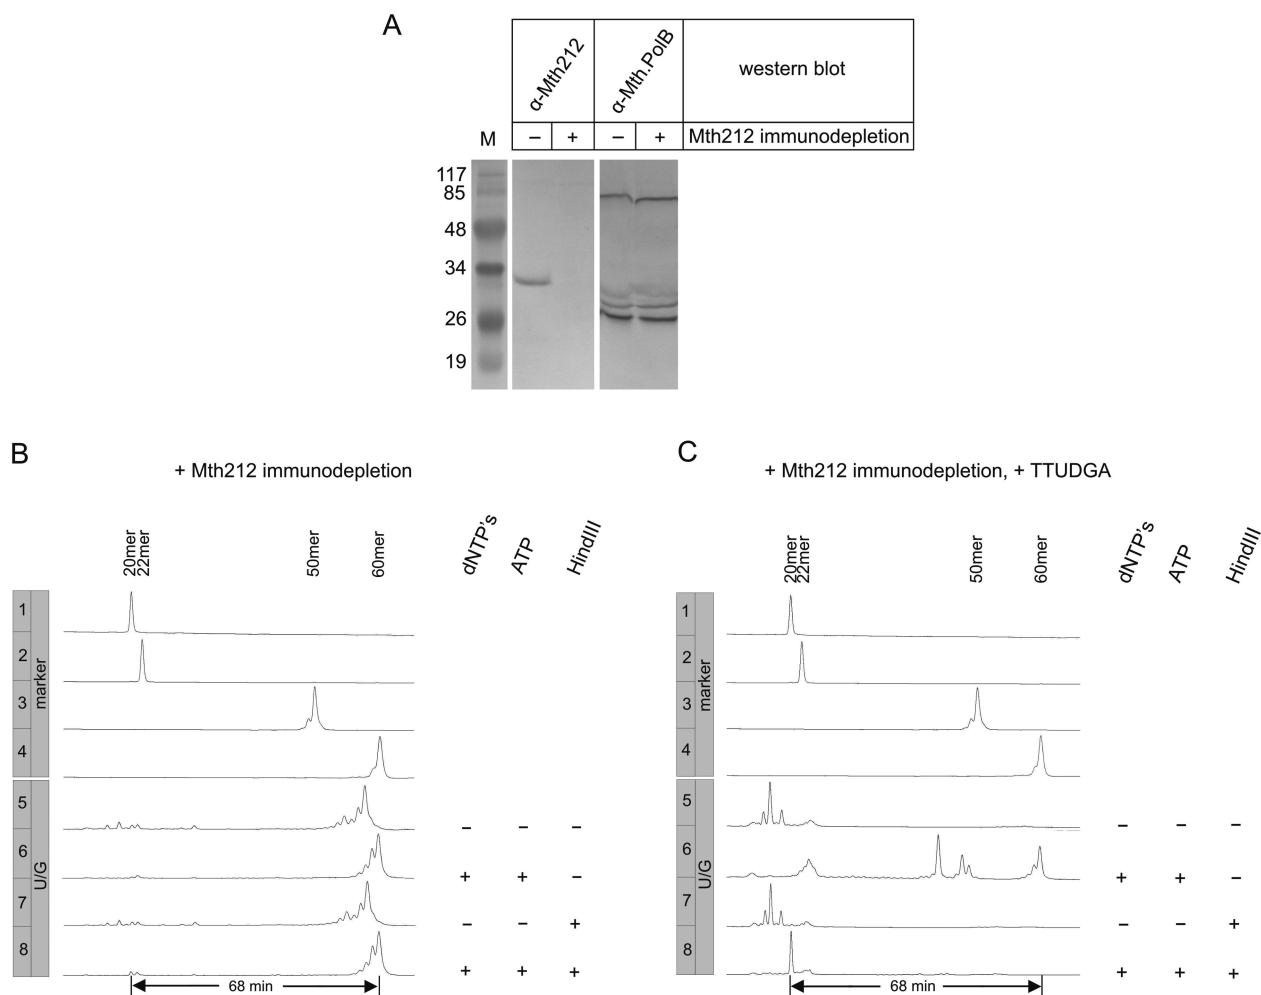 A
α-Mth212
α-Mth.PolB
western blot
M
– + – + Mth212 immunodepletion
117
85
48
34
26
19
B
+ Mth212 immunodepletion
20mer
22mer
50mer
60mer
dNTP's
ATP
HindIII
1
2
3
4
marker
5 – – –
6 + + –
7 – – +
8 + + +
U/G
68 min
C
+ Mth212 immunodepletion, + TTUDGA
20mer
22mer
50mer
60mer
dNTP's
ATP
HindIII
1
2
3
4
marker
5 – – –
6 + + –
7 – – +
8 + + +
U/G
68 min